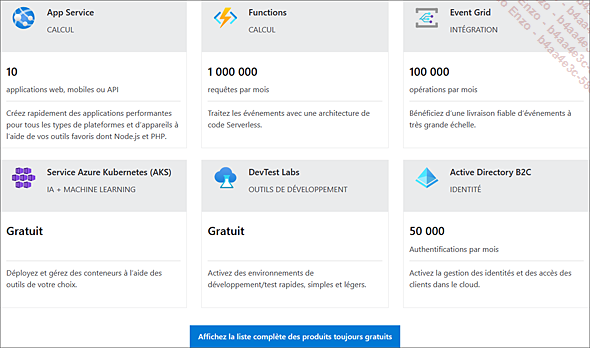 App Service
CALCUL
10
applications web, mobiles ou API
Créez rapidement des applications performantes
pour tous les types de plateformes et d'appareils à
l'aide de vos outils favoris dont Node.js et PHP.
Functions
CALCUL
1 000 000
requêtes par mois
Traitez les événements avec une architecture de
code Serverless.
Event Grid
INTÉGRATION
100 000
opérations par mois
Bénéficiez d'une livraison fiable d'événements à
très grande échelle.
Service Azure Kubernetes (AKS)
IA + MACHINE LEARNING
Gratuit
Déployez et gérez des conteneurs à l'aide des
outils de votre choix.
DevTest Labs
OUTILS DE DÉVELOPPEMENT
Gratuit
Activez des environnements de
développement/test rapides, simples et légers.
Active Directory B2C
IDENTITÉ
50 000
Authentifications par mois
Activez la gestion des identités et des accès des
clients dans le cloud.
Affichez la liste complète des produits toujours gratuits